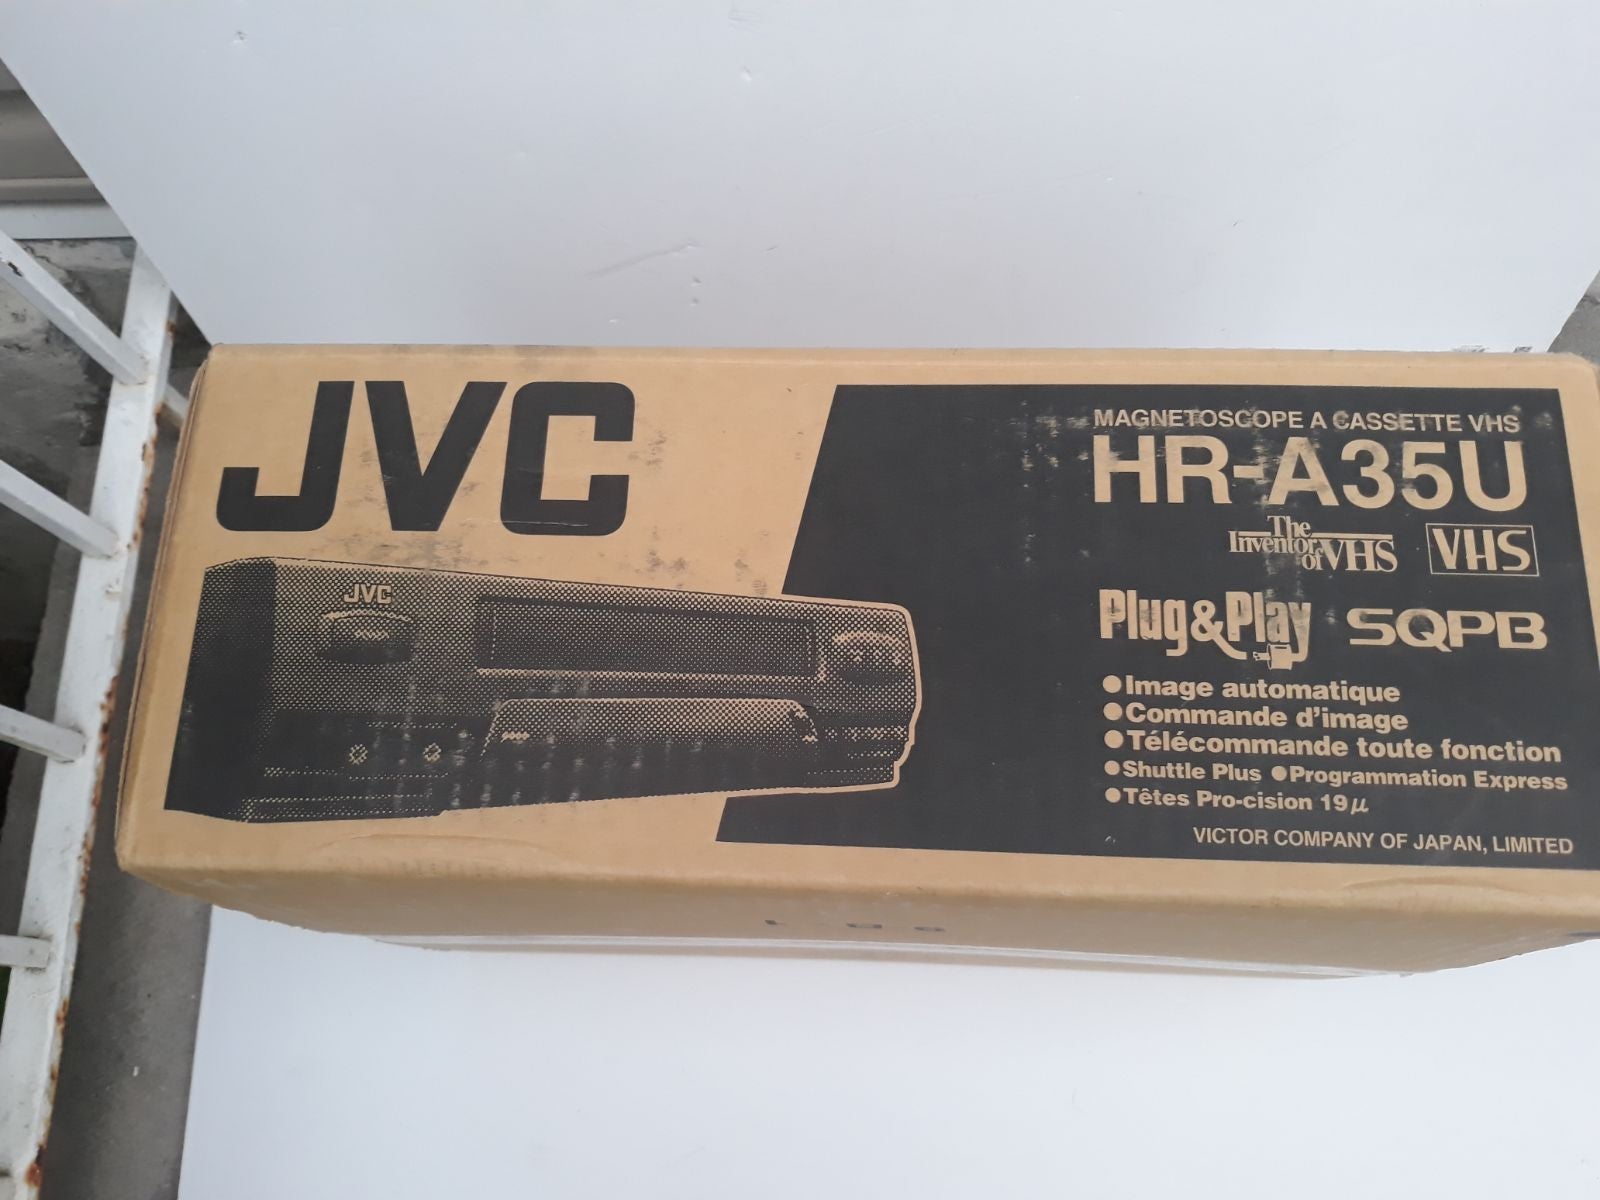 JVC
MAGNETOSCOPE A CASSETTE VHS
HR-A35U
The Inventor of VHS
VHS
Plug&Play
SQPB
JVC
●Image automatique
●Commande d'image
●Télécommande toute fonction
●Shuttle Plus ●Programmation Express
●Têtes Pro-cision 19µ
VICTOR COMPANY OF JAPAN, LIMITED